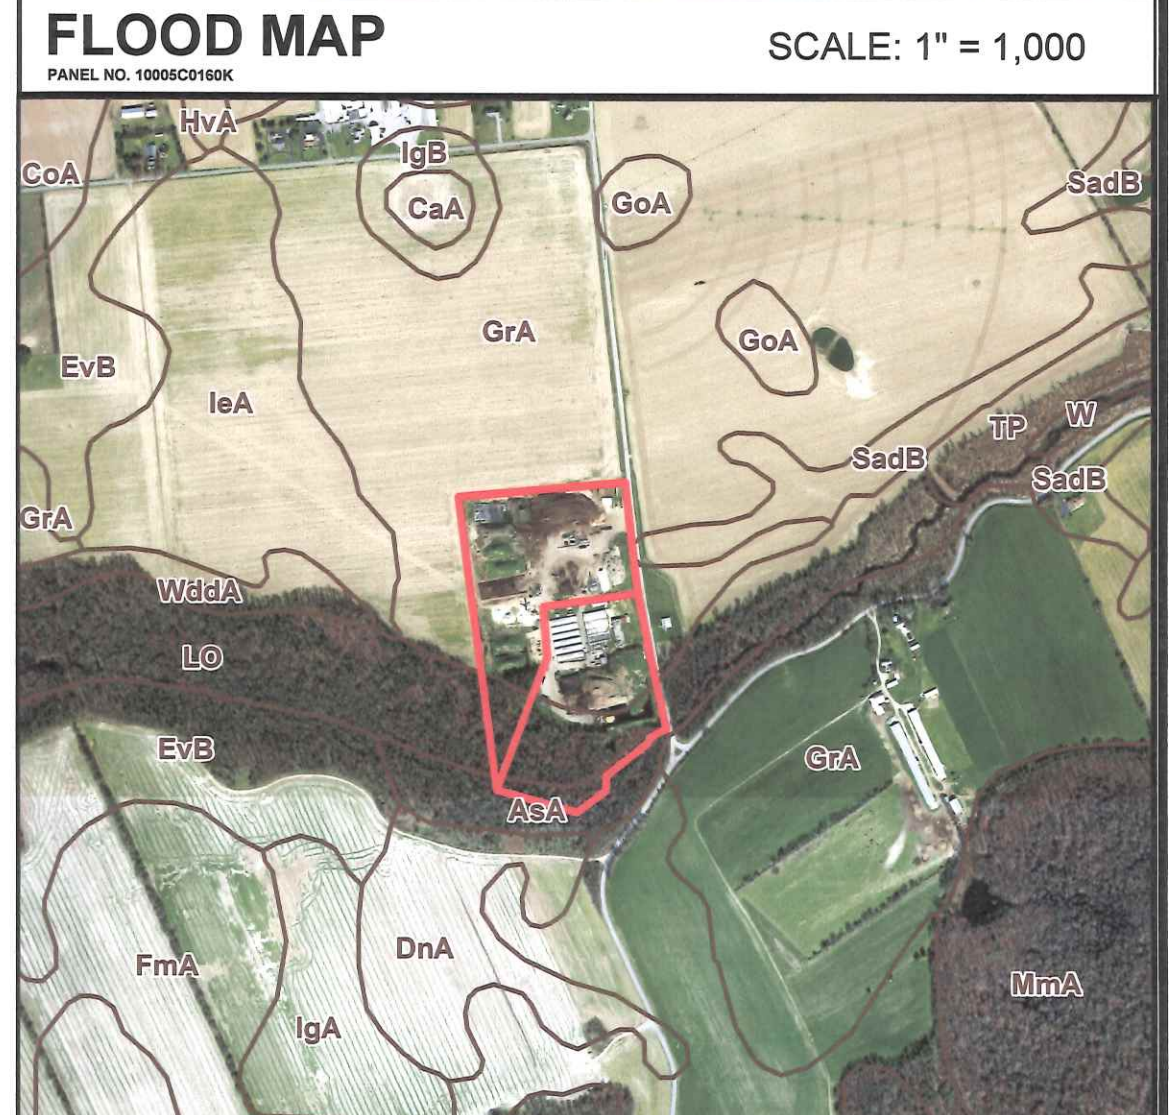 FLOOD MAP
SCALE: 1" = 1,000
PANEL NO. 10005C0160K
HvA
IgB
CoA
SadB
CaA
GoA
GrA
GoA
EvB
IeA
W
TP
SadB
SadB
GrA
WddA
LO
EvB
GrA
AsA
DnA
FmA
MmA
IgA